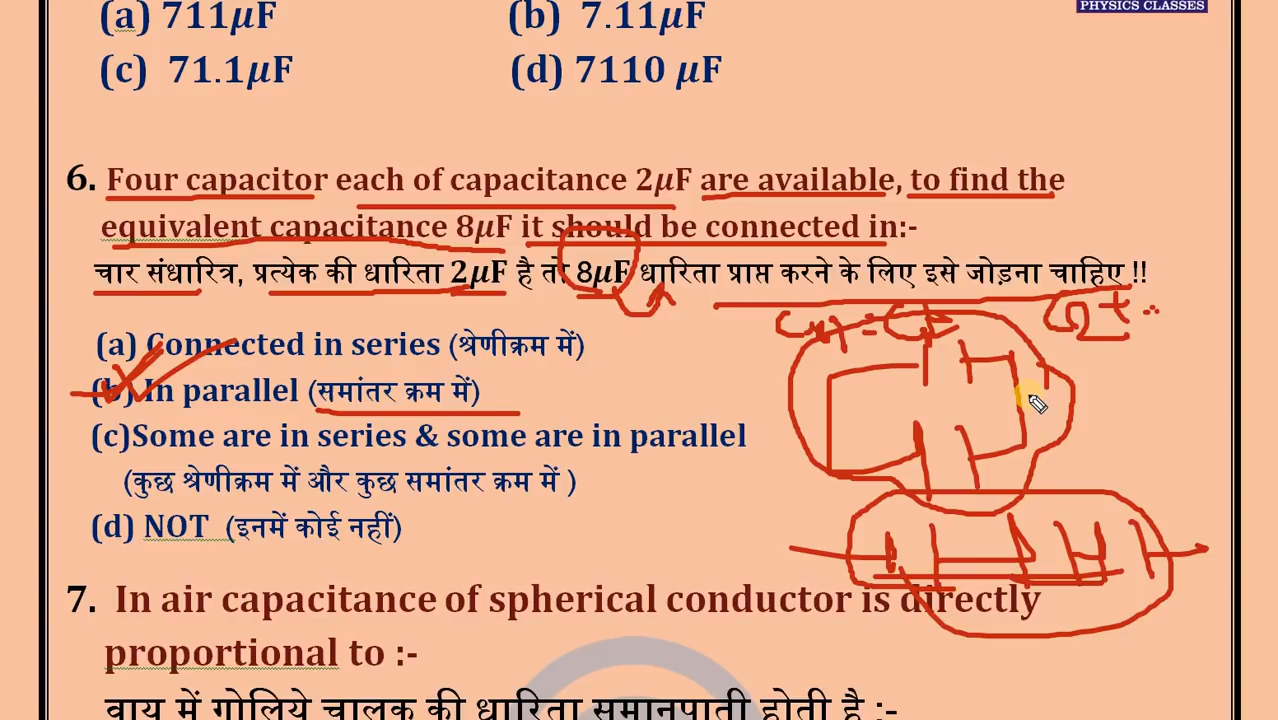 PHYSICS CLASSES
(a) 711μF (b) 7.11μF
(c) 71.1μF (d) 7110 μF
6. Four capacitor each of capacitance 2μF are available, to find the
equivalent capacitance 8μF it should be connected in:-
चार संधारित्र, प्रत्येक की धारिता 2μF है तो 8μF धारिता प्राप्त करने के लिए इसे जोड़ना चाहिए !!
(a) Connected in series (श्रेणीक्रम में)
(b) In parallel (समांतर क्रम में)
(c)Some are in series & some are in parallel
(कुछ श्रेणीक्रम में और कुछ समांतर क्रम में )
(d) NOT (इनमें कोई नहीं)
7. In air capacitance of spherical conductor is directly
proportional to :-
वायु में गोलिये चालक की धारिता समानुपाती होती है :-